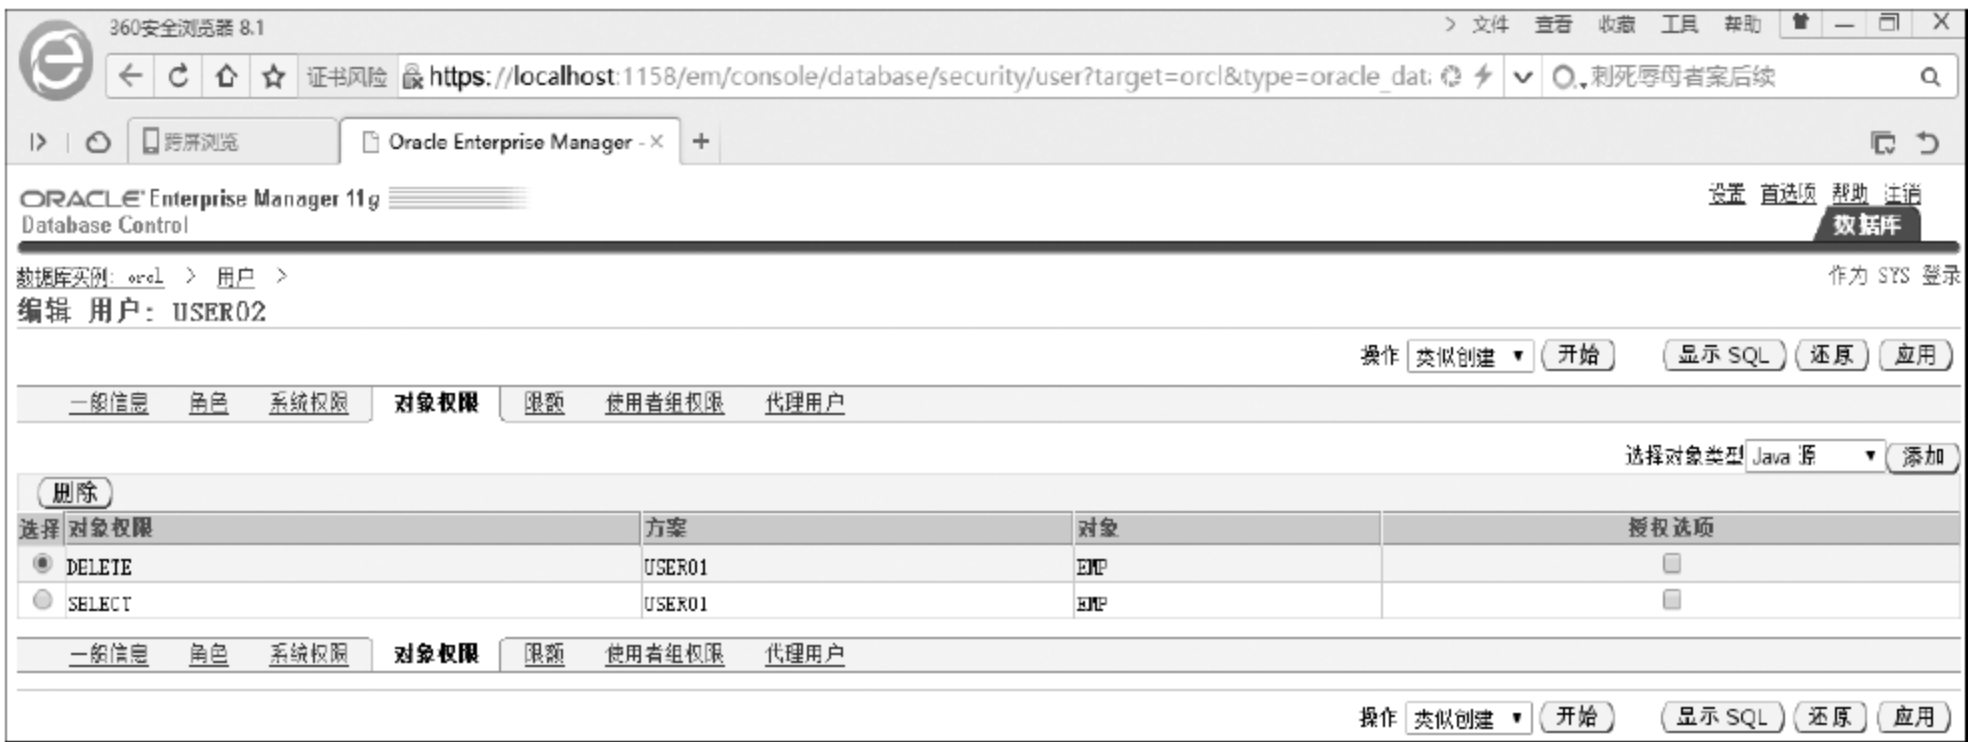 360安全浏览器 8.1 > 文件 查看 收藏 工具 帮助
证书风险 https://localhost:1158/em/console/database/security/user?target=orcl&type=oracle_dat 刺死辱母者案后续
跨屏浏览 Oracle Enterprise Manager - × +
ORACLE Enterprise Manager 11g 设置 首选项 帮助 注销
Database Control 数据库
数据库实例: orcl > 用户 > 作为 SYS 登录
编辑 用户: USER02
操作 类似创建 开始 显示 SQL 还原 应用
一般信息 角色 系统权限 对象权限 限额 使用者组权限 代理用户
选择对象类型 Java 源 添加
删除
选择 对象权限 方案 对象 授权选项
DELETE USER01 EMP
SELECT USER01 EMP
一般信息 角色 系统权限 对象权限 限额 使用者组权限 代理用户
操作 类似创建 开始 显示 SQL 还原 应用